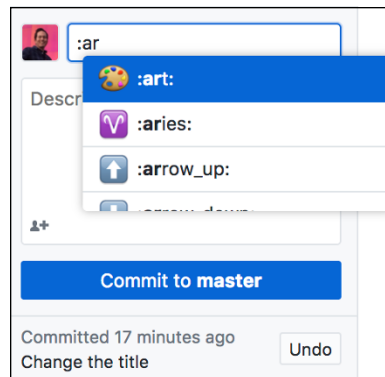 :ar
:art:
Descr
:aries:
:arrow_up:
Commit to master
Committed 17 minutes ago
Change the title
Undo